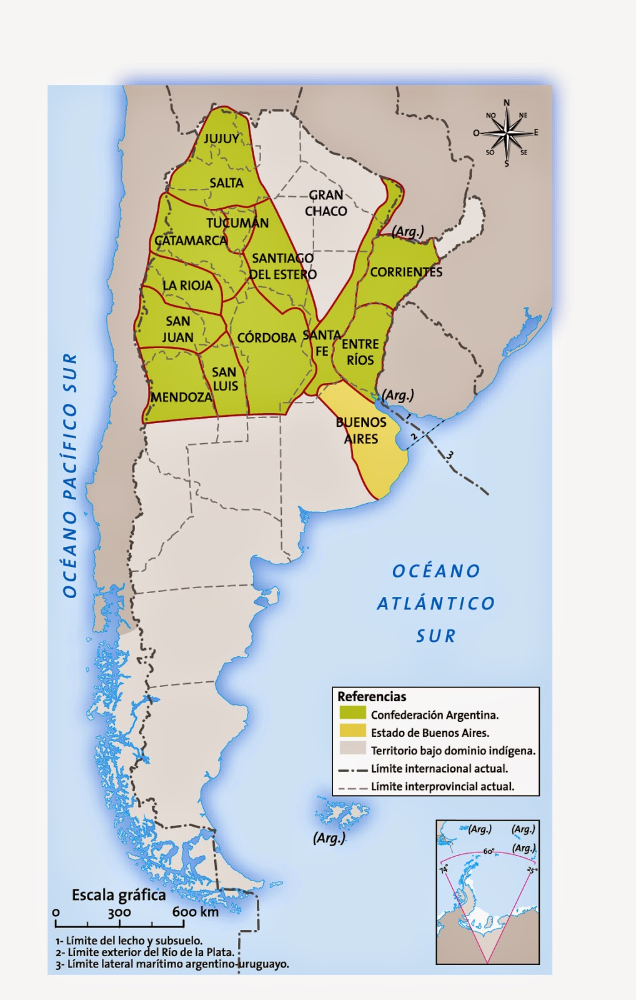 N
NO
NE
O
E
SO
SE
S
JUJUY
SALTA
GRAN
CHACO
TUCUMÁN
(Arg.)
CATAMARCA
SANTIAGO
DEL ESTERO
CORRIENTES
LA RIOJA
SAN
JUAN
CÓRDOBA
SANTA
FE
ENTRE
RÍOS
SAN
LUIS
MENDOZA
(Arg.)
BUENOS
AIRES
1
2
3
OCÉANO PACÍFICO SUR
OCÉANO
ATLÁNTICO
SUR
Referencias
Confederación Argentina.
Estado de Buenos Aires.
Territorio bajo dominio indígena.
Límite internacional actual.
Límite interprovincial actual.
(Arg.)
(Arg.)
(Arg.)
(Arg.)
60°
74°
25°
Escala gráfica
0 300 600 km
1- Límite del lecho y subsuelo.
2- Límite exterior del Río de la Plata.
3- Límite lateral marítimo argentino-uruguayo.